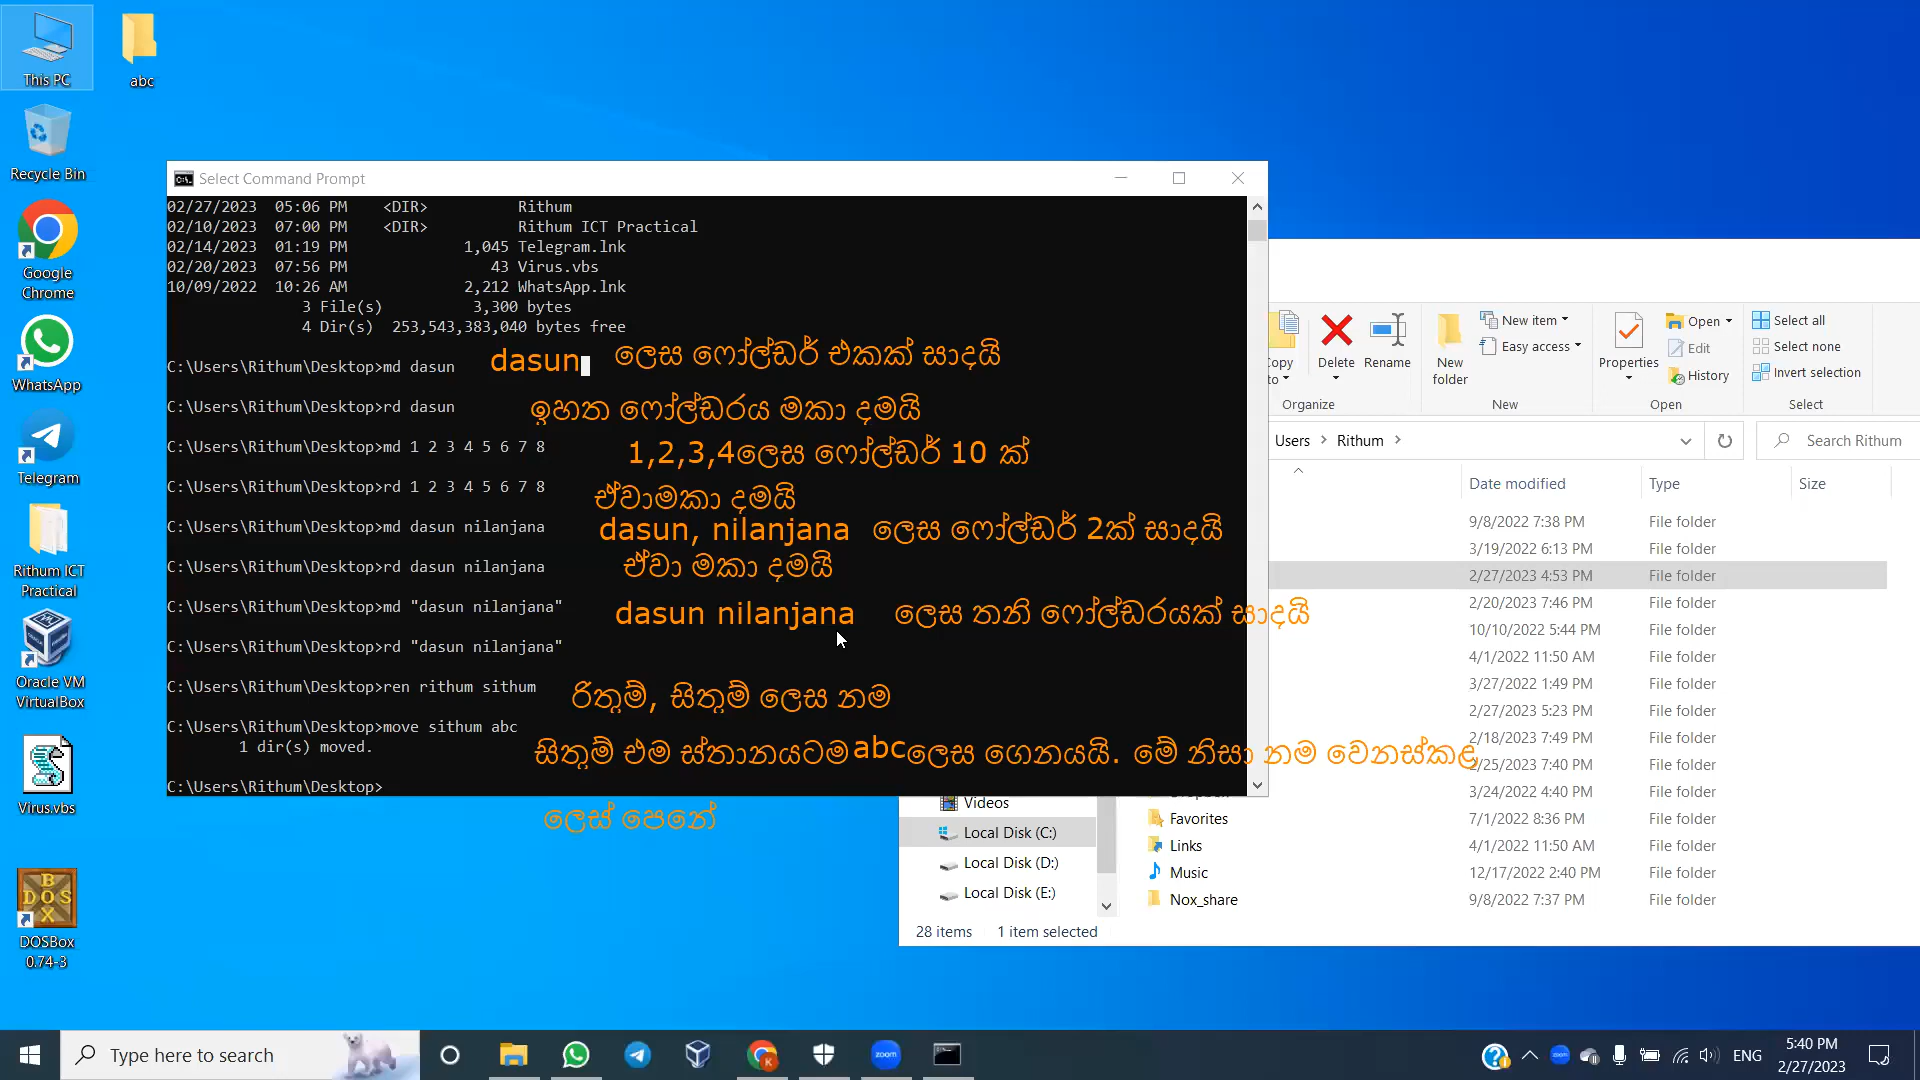 This PC
abc
Recycle Bin
Google
Chrome
WhatsApp
Telegram
Rithum ICT
Practical
Oracle VM
VirtualBox
Virus.vbs
DOSBox
0.74-3
Select Command Prompt
02/27/2023 05:06 PM <DIR> Rithum
02/10/2023 07:00 PM <DIR> Rithum ICT Practical
02/14/2023 01:19 PM 1,045 Telegram.lnk
02/20/2023 07:56 PM 43 Virus.vbs
10/09/2022 10:26 AM 2,212 WhatsApp.lnk
3 File(s) 3,300 bytes
4 Dir(s) 253,543,383,040 bytes free
C:\Users\Rithum\Desktop>md dasun dasun ලෙස ෆෝල්ඩර් එකක් සාදයි
C:\Users\Rithum\Desktop>rd dasun ඉහත ෆෝල්ඩරය මකා දමයි
C:\Users\Rithum\Desktop>md 1 2 3 4 5 6 7 8 1,2,3,4ලෙස ෆෝල්ඩර් 10 ක්
C:\Users\Rithum\Desktop>rd 1 2 3 4 5 6 7 8 ඒවාමකා දමයි
C:\Users\Rithum\Desktop>md dasun nilanjana dasun, nilanjana ලෙස ෆෝල්ඩර් 2ක් සාදයි
C:\Users\Rithum\Desktop>rd dasun nilanjana ඒවා මකා දමයි
C:\Users\Rithum\Desktop>md "dasun nilanjana" dasun nilanjana ලෙස තනි ෆෝල්ඩරයක් සාදයි
C:\Users\Rithum\Desktop>rd "dasun nilanjana"
C:\Users\Rithum\Desktop>ren rithum sithum රිතුම්, සිතුම් ලෙස නම
C:\Users\Rithum\Desktop>move sithum abc
1 dir(s) moved. සිතුම් එම ස්තානයටම abcලෙස ගෙනයයි. මේ නිසා නම වෙනස්කළ
C:\Users\Rithum\Desktop>
ලෙස් පෙනේ
Copy
to
Delete
Rename
New
folder
New item
Easy access
Properties
Open
Edit
History
Select all
Select none
Invert selection
Organize
New
Open
Select
Users > Rithum >
Search Rithum
Date modified Type Size
9/8/2022 7:38 PM File folder
3/19/2022 6:13 PM File folder
2/27/2023 4:53 PM File folder
2/20/2023 7:46 PM File folder
10/10/2022 5:44 PM File folder
4/1/2022 11:50 AM File folder
3/27/2022 1:49 PM File folder
2/27/2023 5:23 PM File folder
2/18/2023 7:49 PM File folder
2/25/2023 7:40 PM File folder
3/24/2022 4:40 PM File folder
Favorites 7/1/2022 8:36 PM File folder
Links 4/1/2022 11:50 AM File folder
Music 12/17/2022 2:40 PM File folder
Nox_share 9/8/2022 7:37 PM File folder
Videos
Local Disk (C:)
Local Disk (D:)
Local Disk (E:)
28 items 1 item selected
Type here to search
zoom
zoom
ENG
5:40 PM
2/27/2023